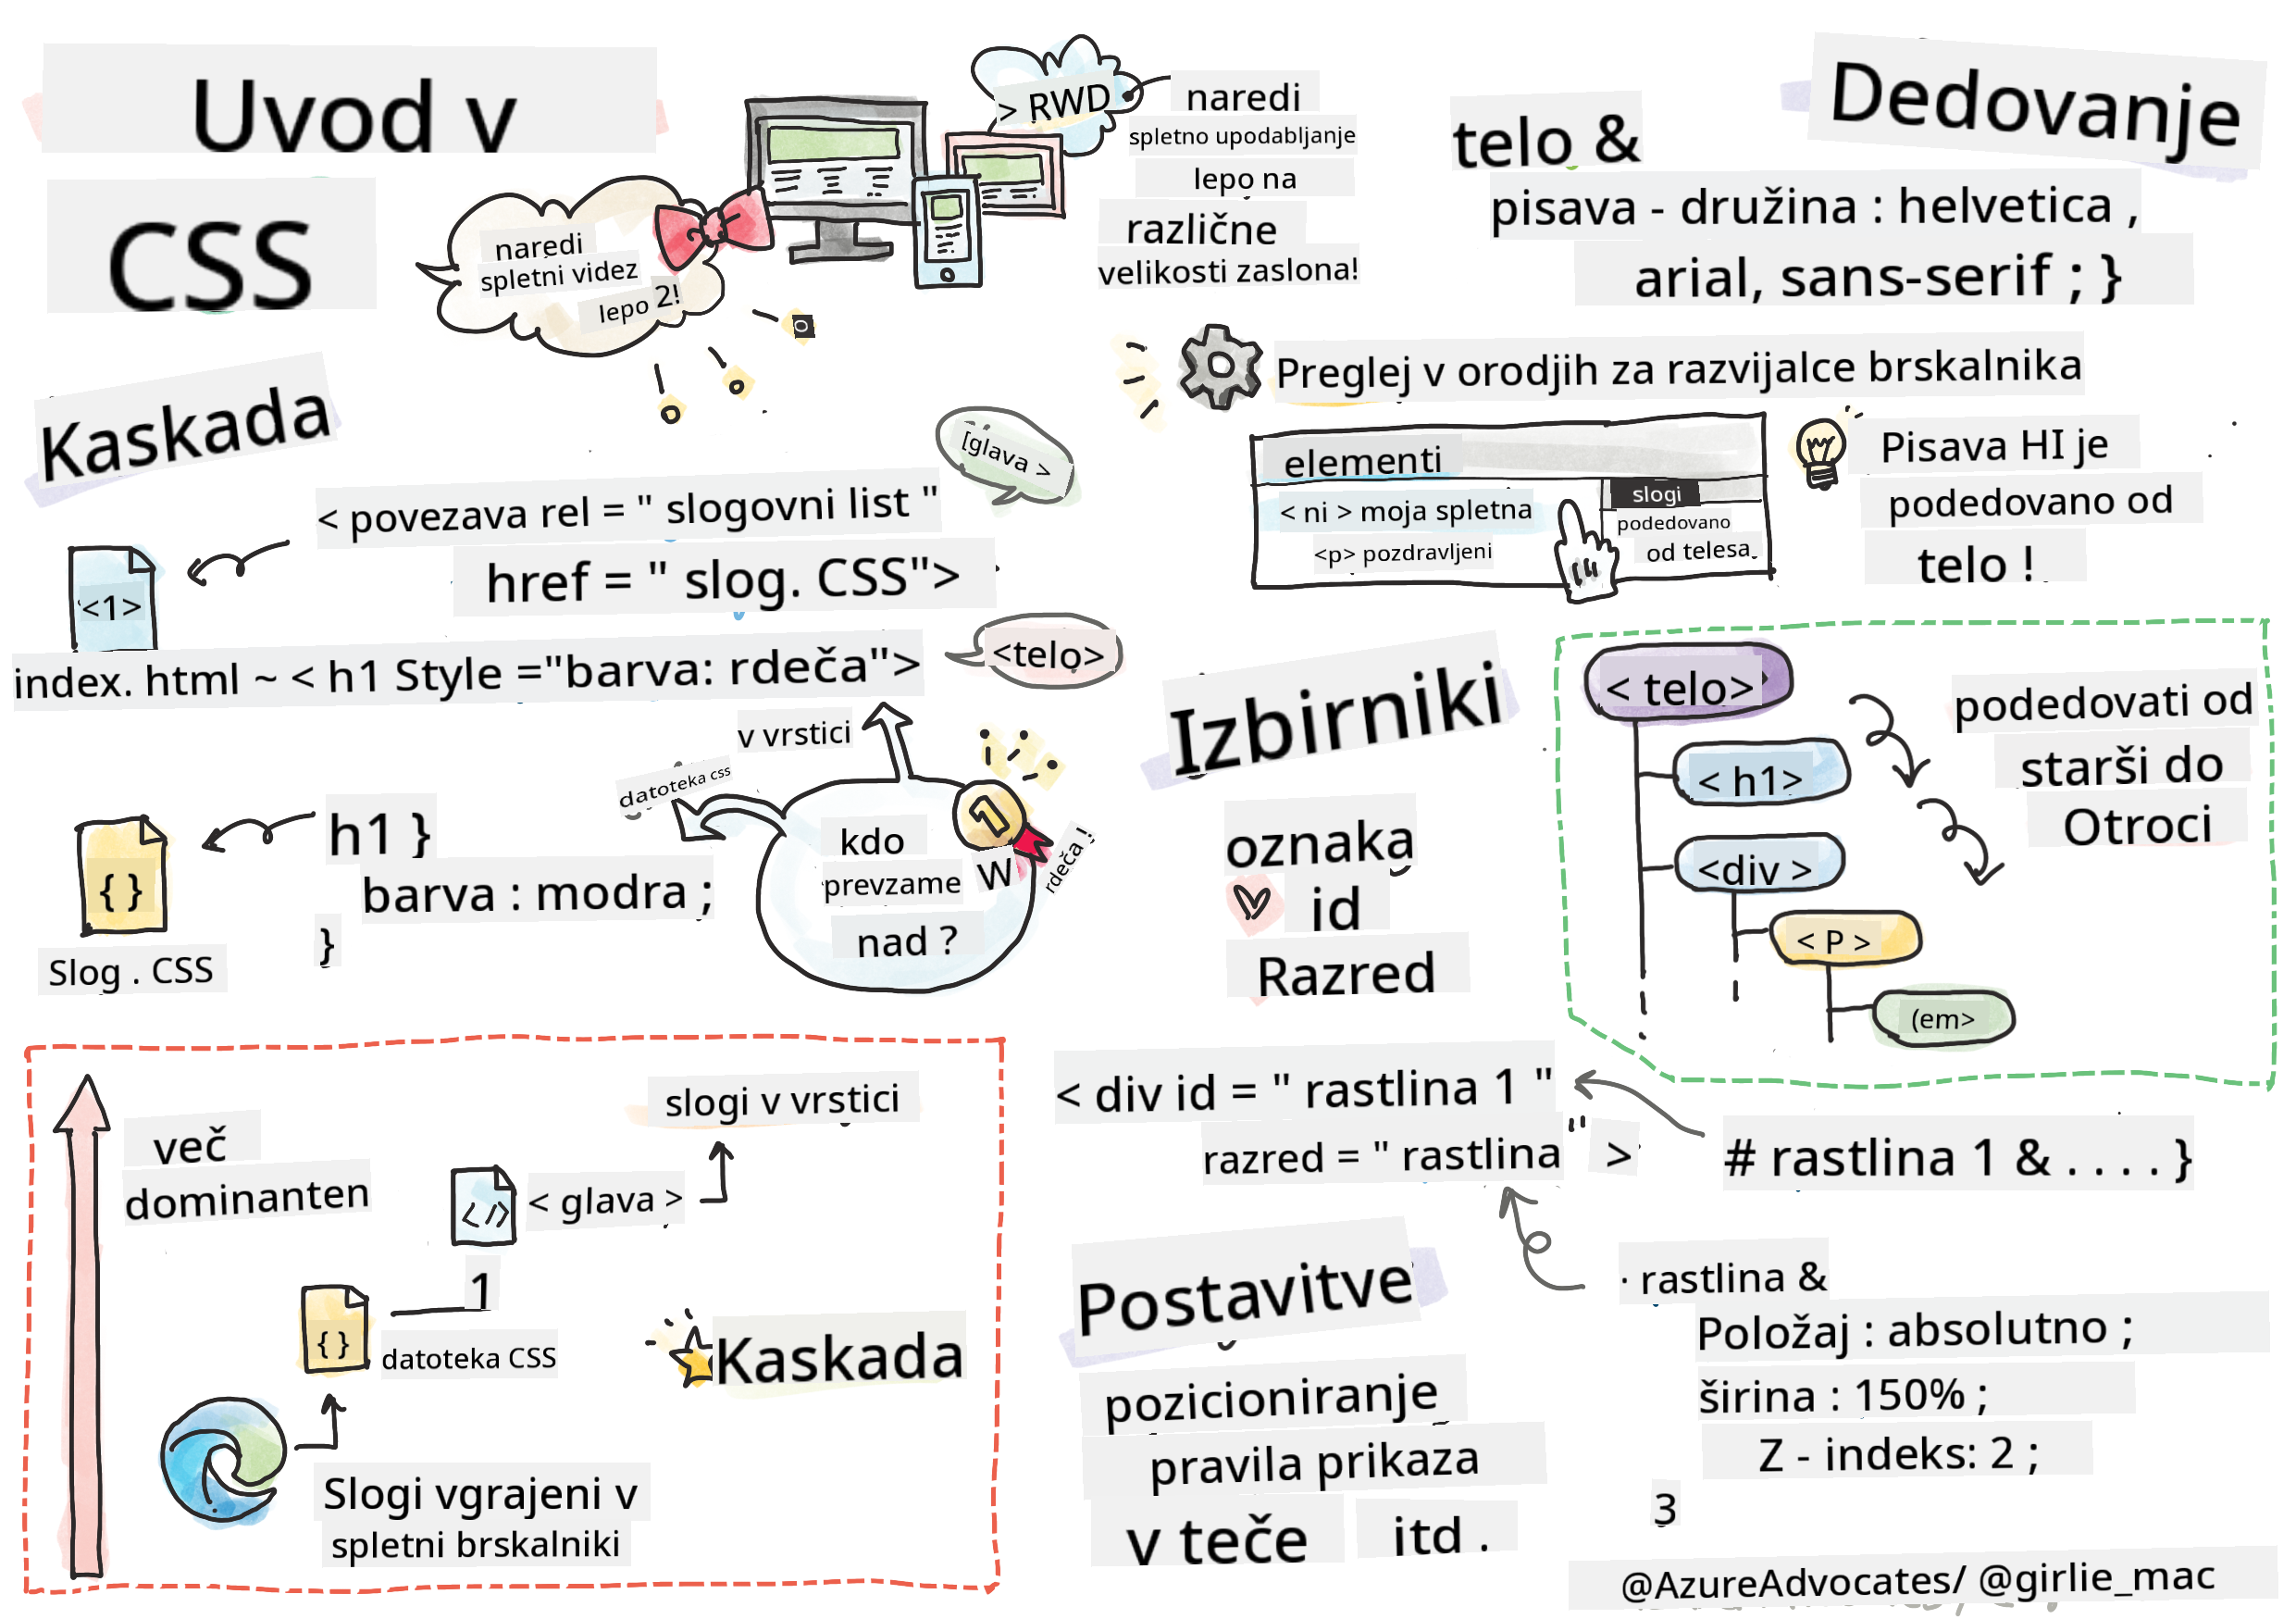 Uvod v
CSS
naredi
spletni videz
lepo 2!
> RWD
naredi
spletno upodabljanje
lepo na
različne
velikosti zaslona!
Dedovanje
telo &
pisava - družina : helvetica ,
arial, sans-serif ; }
Preglej v orodjih za razvijalce brskalnika
elementi
< ni > moja spletna
<p> pozdravljeni
slogi
podedovano
od telesa.
Pisava HI je
podedovano od
telo !
Kaskada
[glava >
< povezava rel = " slogovni list "
href = " slog. CSS">
<1>
index. html ~ < h1 Style ="barva: rdeča">
<telo>
v vrstici
datoteka css
h1 }
barva : modra ;
}
{ }
Slog . CSS
kdo
prevzame
nad ?
1
W
rdeča !
Izbirniki
oznaka
id
Razred
< telo>
< h1>
<div >
< P >
(em>
podedovati od
starši do
Otroci
< div id = " rastlina 1 "
razred = " rastlina " >
# rastlina 1 & . . . . }
· rastlina &
Položaj : absolutno ;
širina : 150% ;
Z - indeks: 2 ;
3
več
dominanten
slogi v vrstici
</>
< glava >
1
{ }
datoteka CSS
Kaskada
Slogi vgrajeni v
spletni brskalniki
Postavitve
pozicioniranje
pravila prikaza
v teče itd .
@AzureAdvocates/ @girlie_mac